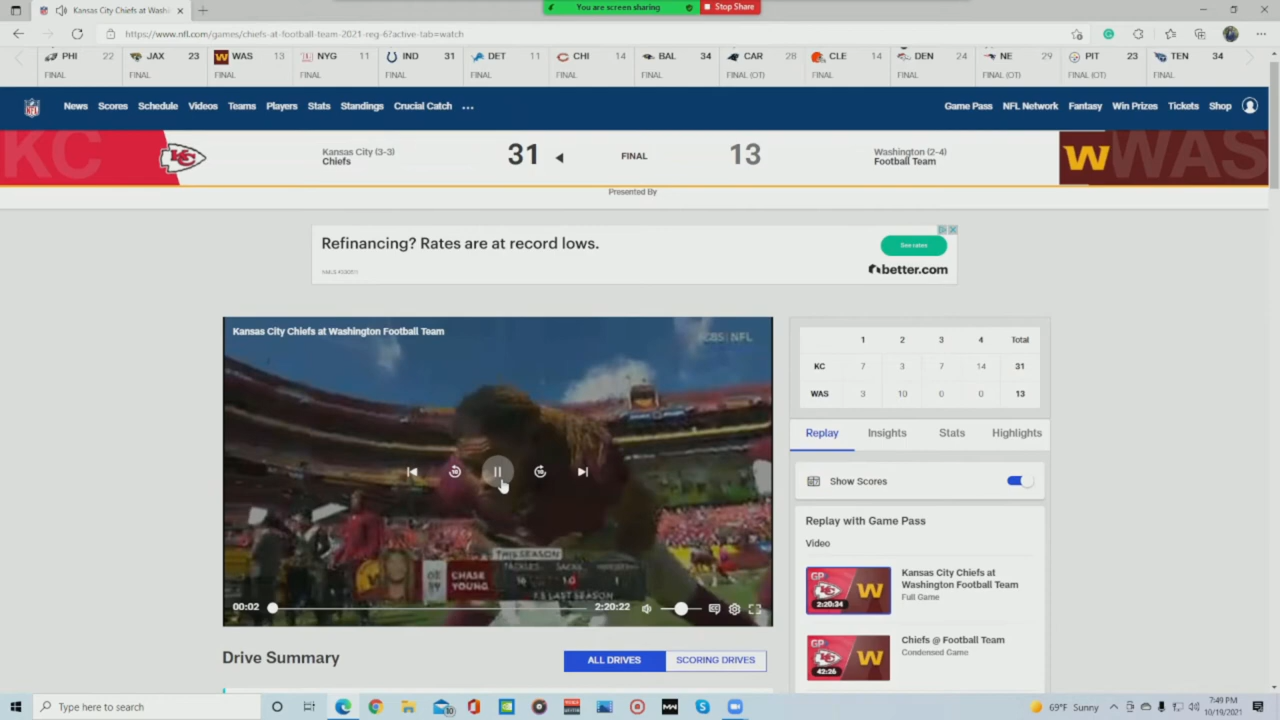 You are screen sharing
Stop Share
Kansas City Chiefs at Washin
https://www.nfl.com/games/chiefs-at-football-team-2021-reg-6?active-tab=watch
PHI 22 JAX 23 WAS 13 NYG 11 IND 31 DET 11 CHI 14 BAL 34 CAR 28 CLE 14 DEN 24 NE 29 PIT 23 TEN 34
FINAL FINAL FINAL FINAL FINAL FINAL FINAL FINAL FINAL (OT) FINAL FINAL FINAL (OT) FINAL (OT) FINAL
News Scores Schedule Videos Teams Players Stats Standings Crucial Catch ••• Game Pass NFL Network Fantasy Win Prizes Tickets Shop
KC
Kansas City (3-3)
Chiefs
31
FINAL
13
Washington (2-4)
Football Team
W
WAS
Presented By
Refinancing? Rates are at record lows.
See rates
better.com
Kansas City Chiefs at Washington Football Team
CBS NFL
THIS SEASON
CHASE
YOUNG
00:02
2:20:22
1 2 3 4 Total
KC 7 3 7 14 31
WAS 3 10 0 0 13
Replay Insights Stats Highlights
Show Scores
Replay with Game Pass
Video
GP
2:20:34
Kansas City Chiefs at
Washington Football Team
Full Game
GP
42:26
Chiefs @ Football Team
Condensed Game
Drive Summary
ALL DRIVES
SCORING DRIVES
Type here to search
69°F Sunny
7:49 PM
10/19/2021